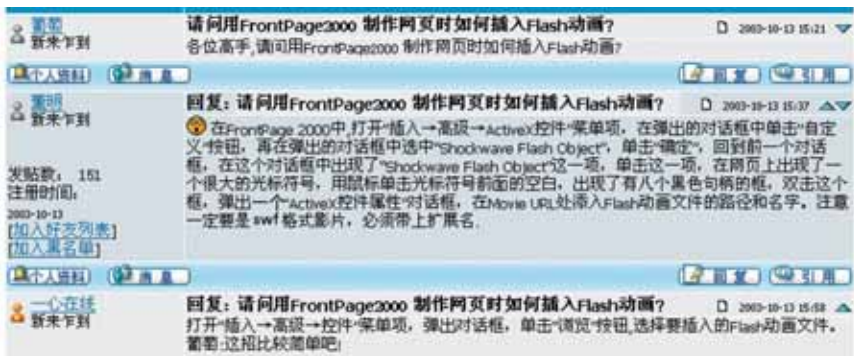 葡萄
新来乍到
请问用FrontPage2000 制作网页时如何插入Flash动画?
2003-10-13 15:21
各位高手,请问用FrontPage2000 制作网页时如何插入Flash动画?
个人资料 消 息 回 复 引 用
董明
新来乍到
回复: 请问用FrontPage2000 制作网页时如何插入Flash动画?
2003-10-13 15:37
在FrontPage 2000中,打开“插入→高级→ActiveX控件”菜单项, 在弹出的对话框中单击“自定
义”按钮, 再在弹出的对话框中选中“Shockwave Flash Object”, 单击“确定”, 回到前一个对话
框, 在这个对话框中出现了“Shockwave Flash Object”这一项, 单击这一项, 在网页上出现了一
个很大的光标符号, 用鼠标单击光标符号前面的空白, 出现了有八个黑色句柄的框, 双击这个
框, 弹出一个“ActiveX控件属性”对话框, 在Movie URL处添入Flash动画文件的路径和名字。注意
一定要是 swf 格式影片, 必须带上扩展名.
发贴数: 151
注册时间:
2003-10-13
[加入好友列表]
[加入黑名单]
个人资料 消 息 回 复 引 用
一心在线
新来乍到
回复: 请问用FrontPage2000 制作网页时如何插入Flash动画?
2003-10-13 15:58
打开“插入→高级→控件”菜单项, 弹出对话框, 单击“浏览”按钮,选择要插入的Flash动画文件。
葡萄:这招比较简单吧!